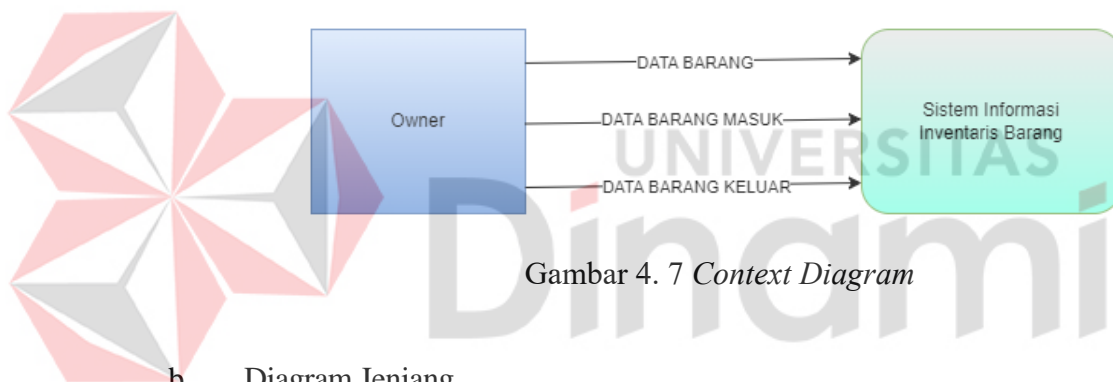 DATA BARANG
Owner
DATA BARANG MASUK
Sistem Informasi
Inventaris Barang
DATA BARANG KELUAR
UNIVERSITAS
Dinami
Gambar 4. 7 Context Diagram
b. Diagram Jenjang